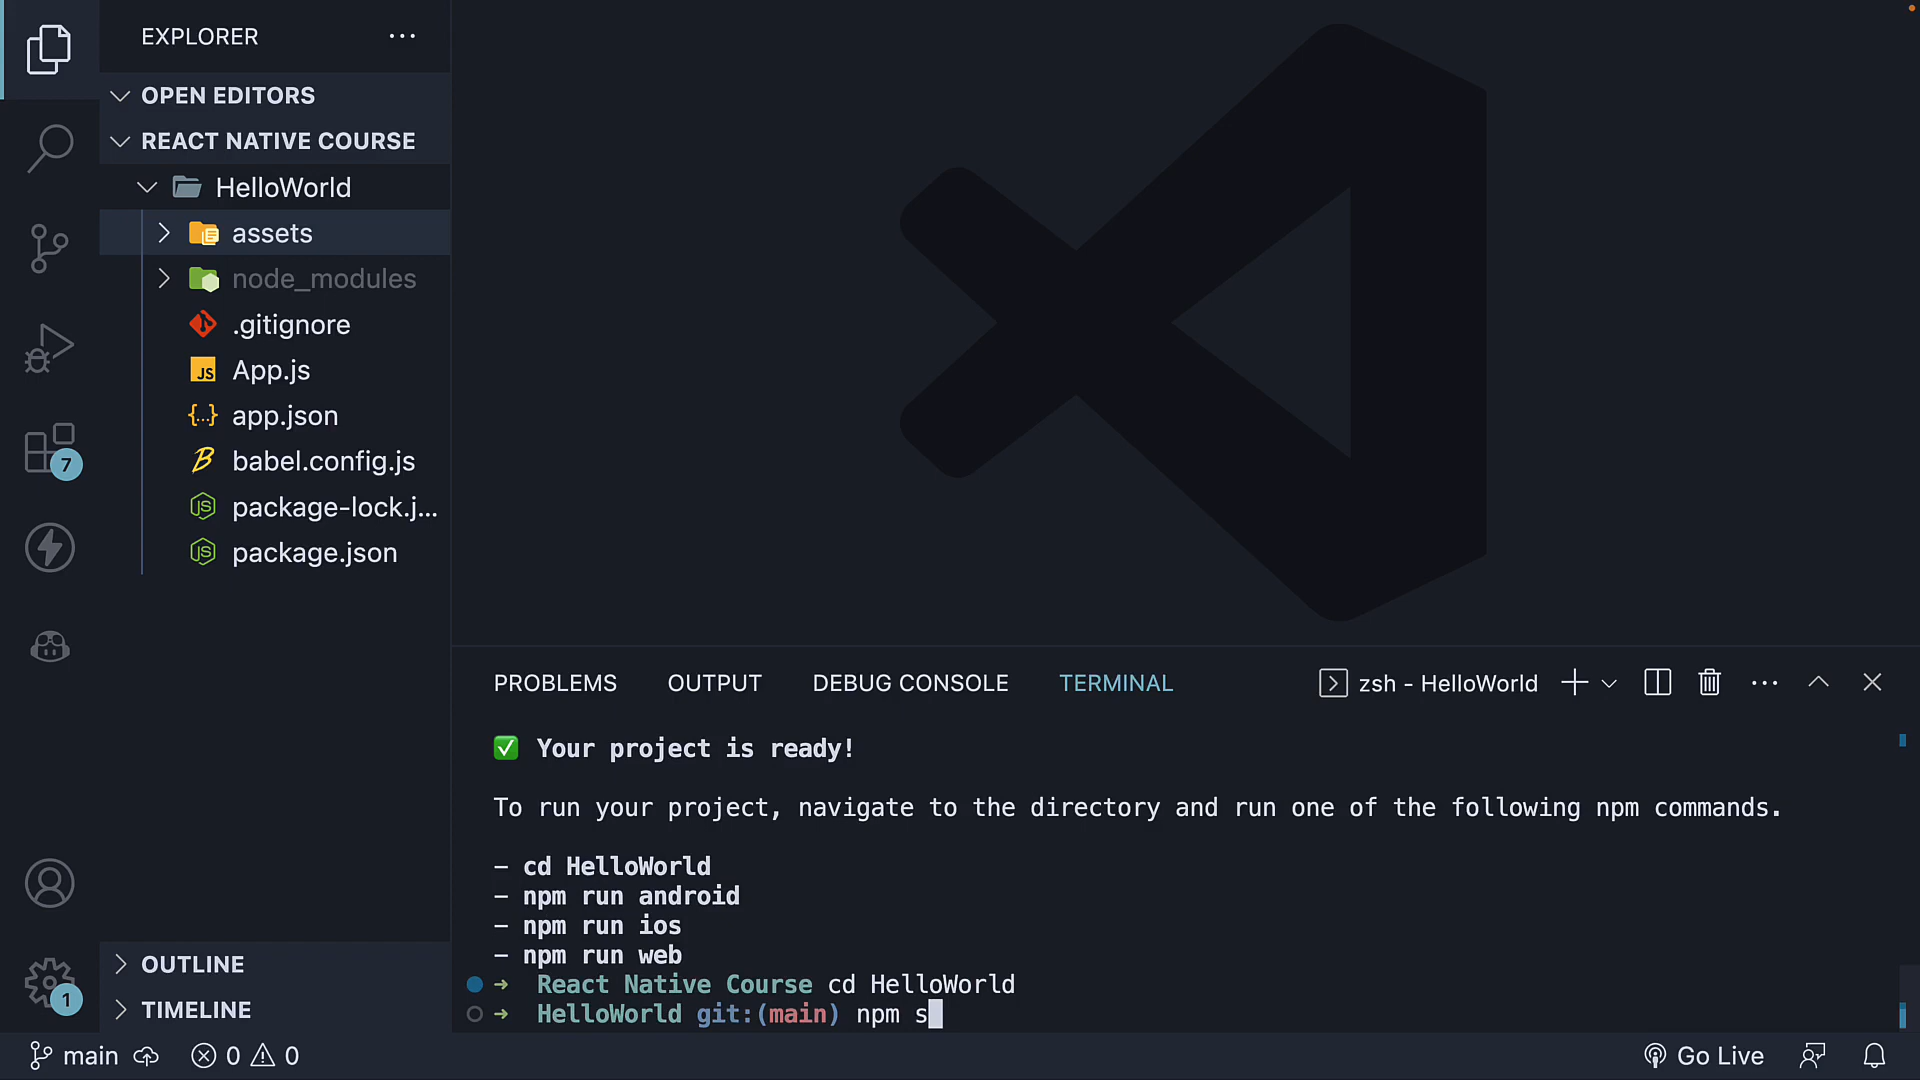 EXPLORER
OPEN EDITORS
REACT NATIVE COURSE
HelloWorld
assets
node_modules
.gitignore
JS App.js
{...} app.json
babel.config.js
JS package-lock.j...
JS package.json
7
OUTLINE
1
TIMELINE
PROBLEMS OUTPUT DEBUG CONSOLE TERMINAL zsh - HelloWorld
✅ Your project is ready!
To run your project, navigate to the directory and run one of the following npm commands.
- cd HelloWorld
- npm run android
- npm run ios
- npm run web
➜ React Native Course cd HelloWorld
➜ HelloWorld git:(main) npm s
main 0 0 Go Live